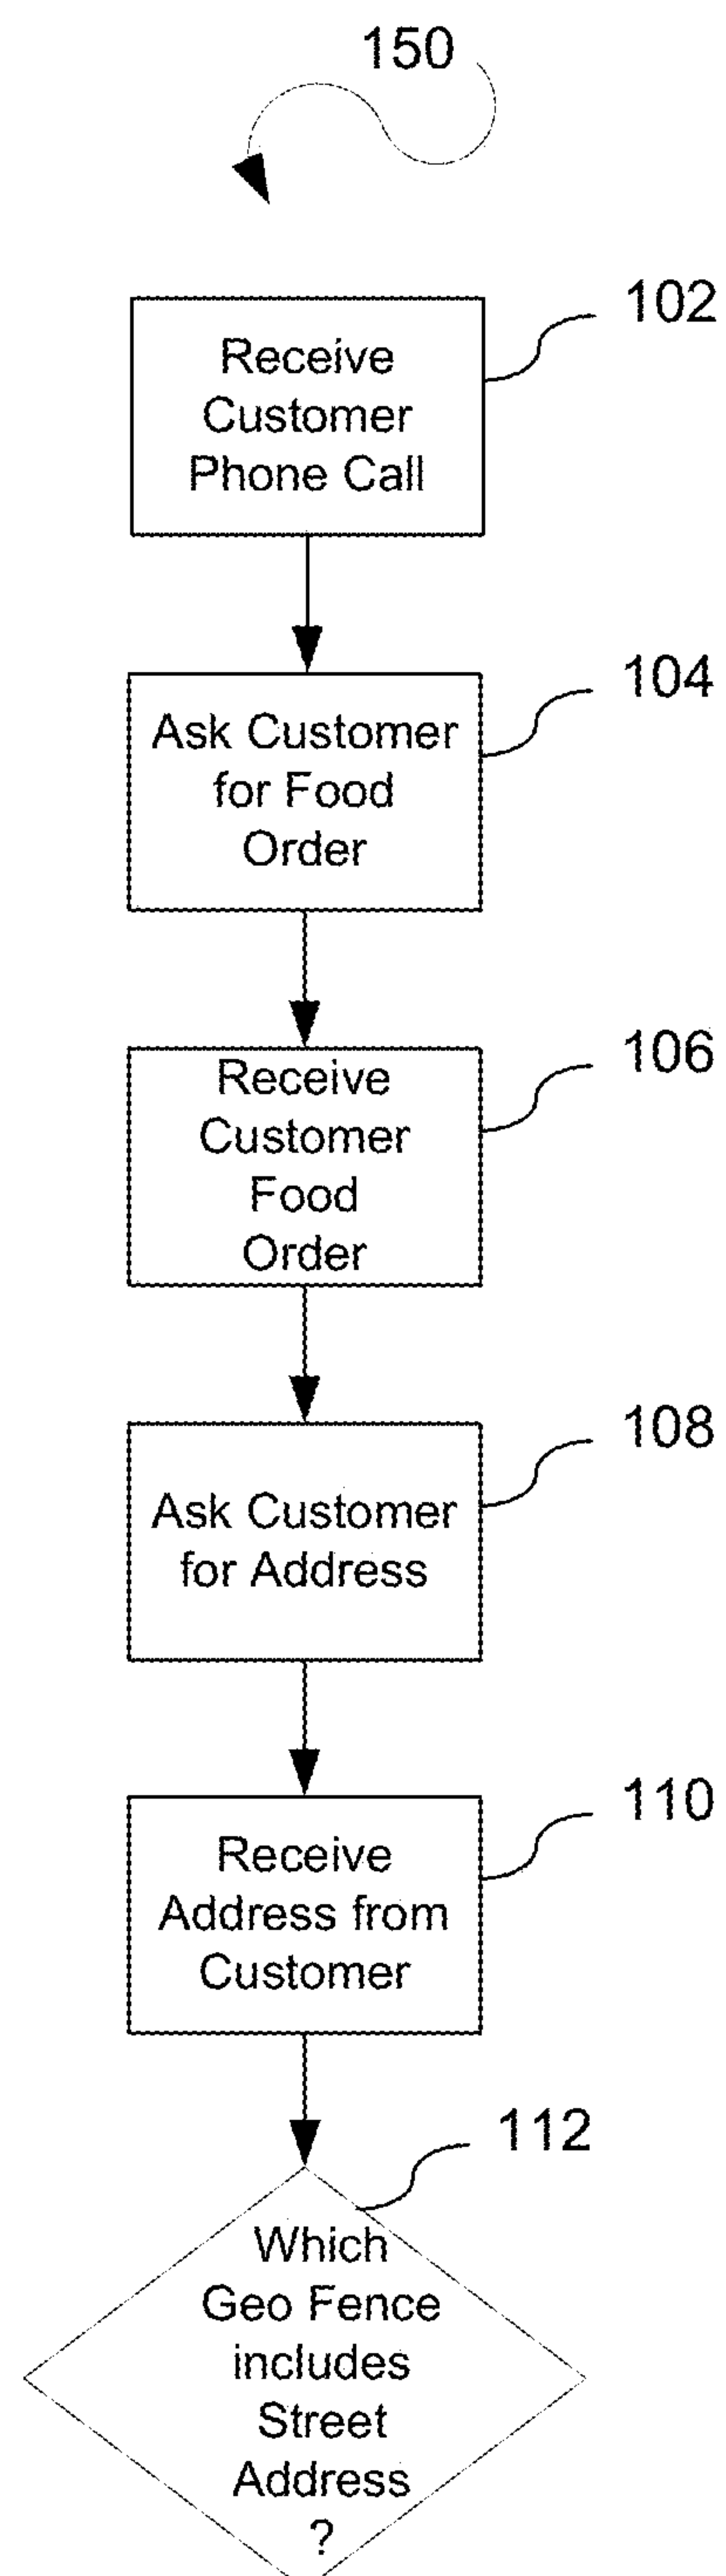 150
102
Receive
Customer
Phone Call
104
Ask Customer
for Food
Order
106
Receive
Customer
Food
Order
108
Ask Customer
for Address
110
Receive
Address from
Customer
112
Which
Geo Fence
includes
Street
Address
?